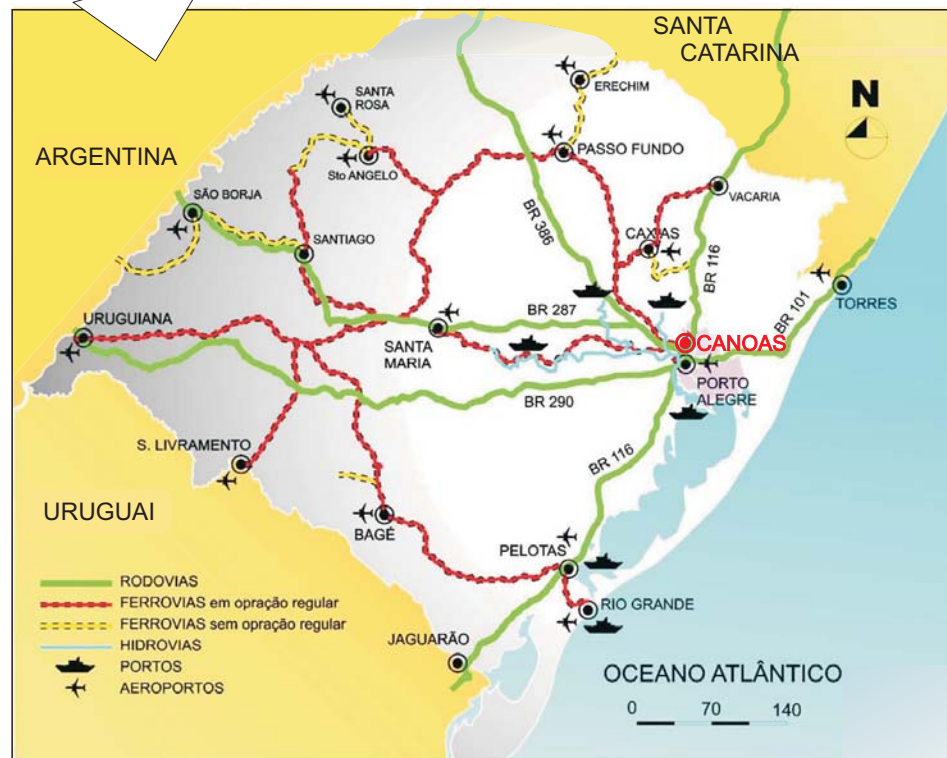 SANTA
CATARINA
N
ERECHIM
SANTA
ROSA
PASSO FUNDO
ARGENTINA
Sto ANGELO
SÃO BORJA
VACARIA
BR 386
CAXIAS
SANTIAGO
BR 116
BR 101
TORRES
URUGUIANA
BR 287
SANTA
MARIA
CANOAS
PORTO
ALEGRE
BR 290
S. LIVRAMENTO
BR 116
URUGUAI
BAGÉ
PELOTAS
RODOVIAS
FERROVIAS em opração regular
FERROVIAS sem opração regular
HIDROVIAS
PORTOS
AEROPORTOS
RIO GRANDE
JAGUARÃO
OCEANO ATLÂNTICO
0 70 140